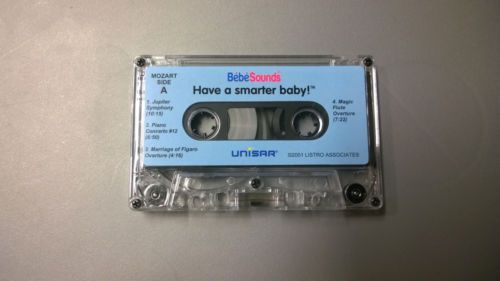 BébéSounds
Have a smarter baby!™
MOZART
SIDE
A
1. Jupiter
Symphony
(10:15)
2. Piano
Concerto #12
(6:50)
3. Marriage of Figaro
Overture (4:16)
4. Magic
Flute
Overture
(7:23)
UNISAR
©2001 LISTRO ASSOCIATES